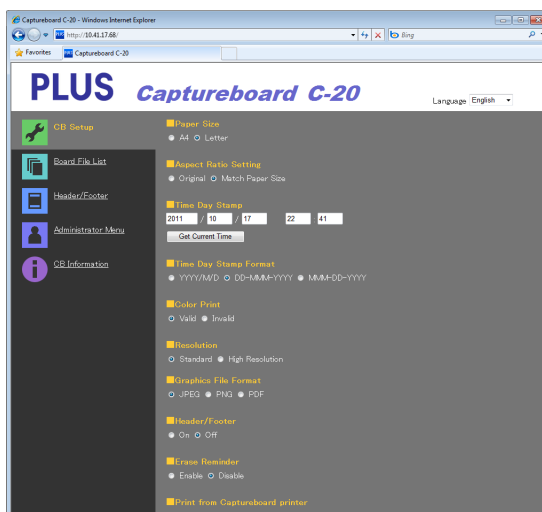 Captureboard C-20 - Windows Internet Explorer
http://10.41.17.68/
Bing
Favorites
Captureboard C-20
PLUS Captureboard C-20
Language English
CB Setup
Board File List
Header/Footer
Administrator Menu
CB Information
Paper Size
A4 Letter
Aspect Ratio Setting
Original Match Paper Size
Time Day Stamp
2011 / 10 / 17 22 41
Get Current Time
Time Day Stamp Format
YYYY/M/D DD-MMM-YYYY MMM-DD-YYYY
Color Print
Valid Invalid
Resolution
Standard High Resolution
Graphics File Format
JPEG PNG PDF
Header/Footer
On Off
Erase Reminder
Enable Disable
Print from Captureboard printer